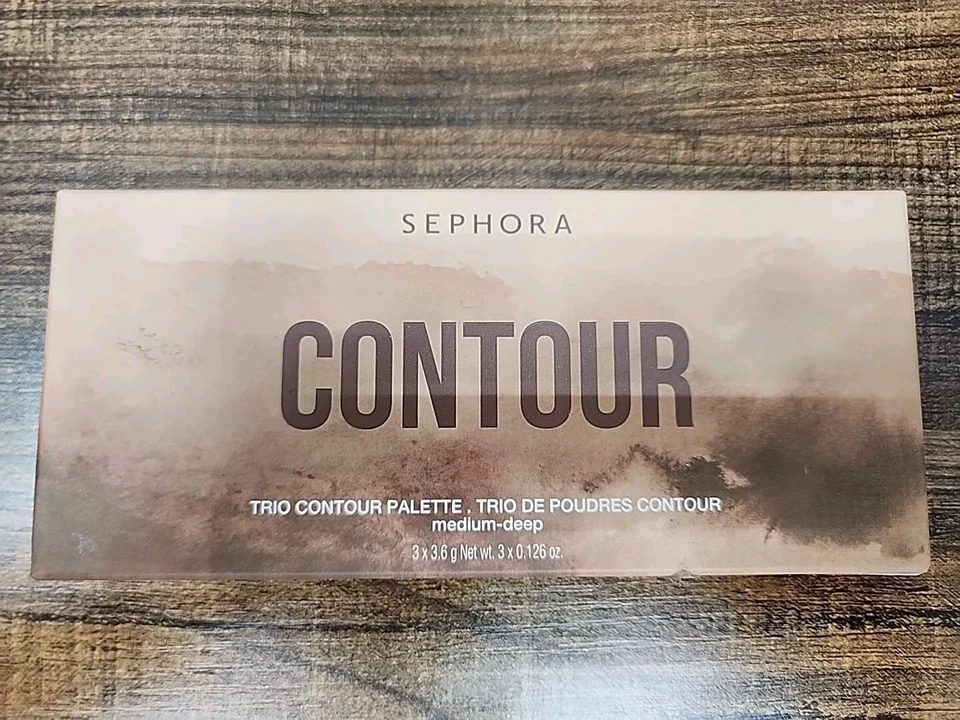 SEPHORA
CONTOUR
TRIO CONTOUR PALETTE . TRIO DE POUDRES CONTOUR
medium-deep
3 x 3.6 g Net wt. 3 x 0.126 oz.